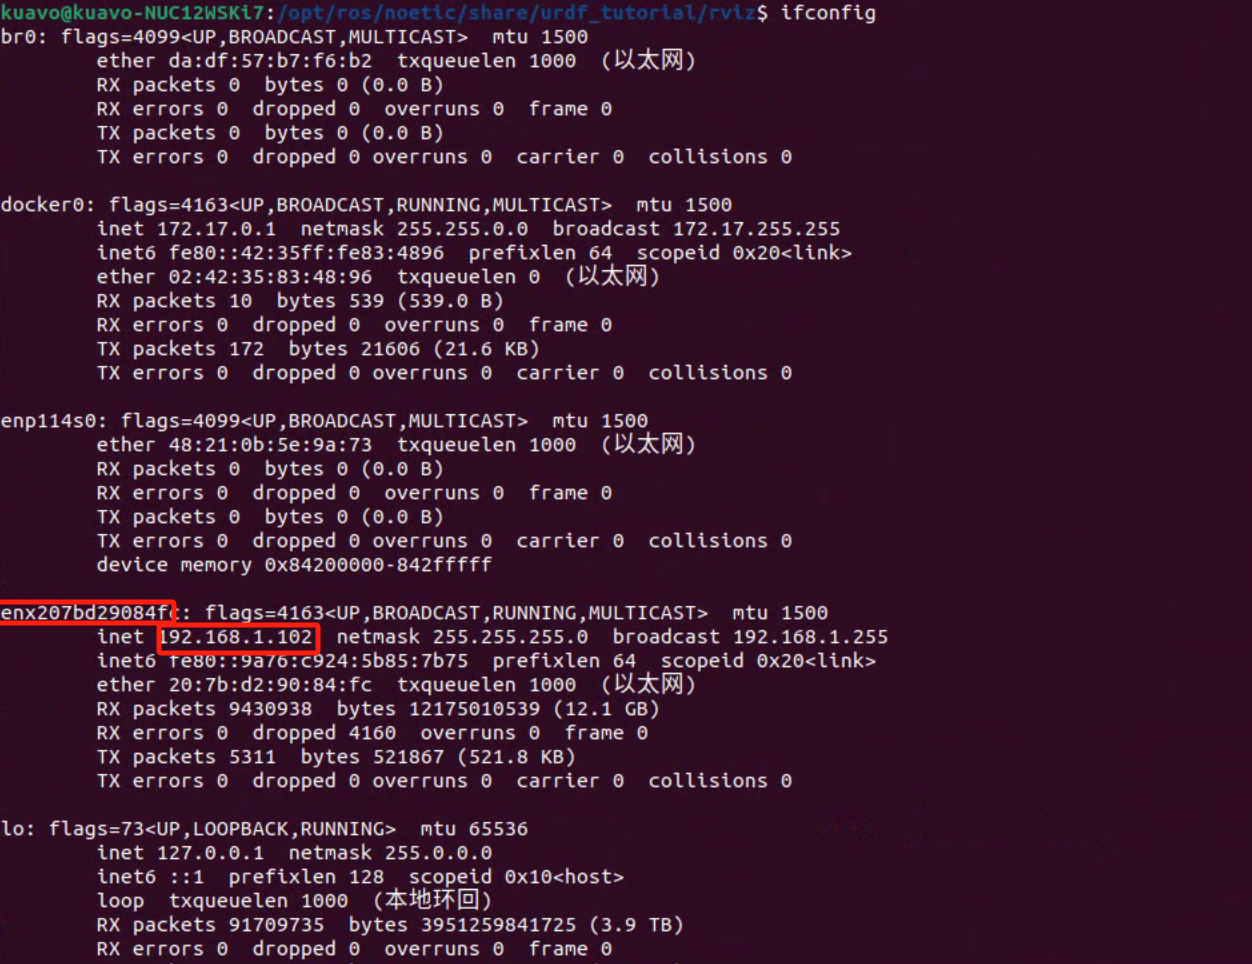 kuavo@kuavo-NUC12WSKi7:/opt/ros/noetic/share/urdf_tutorial/rviz$ ifconfig
br0: flags=4099<UP,BROADCAST,MULTICAST>  mtu 1500
        ether da:df:57:b7:f6:b2  txqueuelen 1000  (以太网)
        RX packets 0  bytes 0 (0.0 B)
        RX errors 0  dropped 0  overruns 0  frame 0
        TX packets 0  bytes 0 (0.0 B)
        TX errors 0  dropped 0 overruns 0  carrier 0  collisions 0

docker0: flags=4163<UP,BROADCAST,RUNNING,MULTICAST>  mtu 1500
        inet 172.17.0.1  netmask 255.255.0.0  broadcast 172.17.255.255
        inet6 fe80::42:35ff:fe83:4896  prefixlen 64  scopeid 0x20<link>
        ether 02:42:35:83:48:96  txqueuelen 0  (以太网)
        RX packets 10  bytes 539 (539.0 B)
        RX errors 0  dropped 0  overruns 0  frame 0
        TX packets 172  bytes 21606 (21.6 KB)
        TX errors 0  dropped 0 overruns 0  carrier 0  collisions 0

enp114s0: flags=4099<UP,BROADCAST,MULTICAST>  mtu 1500
        ether 48:21:0b:5e:9a:73  txqueuelen 1000  (以太网)
        RX packets 0  bytes 0 (0.0 B)
        RX errors 0  dropped 0  overruns 0  frame 0
        TX packets 0  bytes 0 (0.0 B)
        TX errors 0  dropped 0 overruns 0  carrier 0  collisions 0
        device memory 0x84200000-842fffff

enx207bd29084fc: flags=4163<UP,BROADCAST,RUNNING,MULTICAST>  mtu 1500
        inet 192.168.1.102  netmask 255.255.255.0  broadcast 192.168.1.255
        inet6 fe80::9a76:c924:5b85:7b75  prefixlen 64  scopeid 0x20<link>
        ether 20:7b:d2:90:84:fc  txqueuelen 1000  (以太网)
        RX packets 9430938  bytes 12175010539 (12.1 GB)
        RX errors 0  dropped 4160  overruns 0  frame 0
        TX packets 5311  bytes 521867 (521.8 KB)
        TX errors 0  dropped 0 overruns 0  carrier 0  collisions 0

lo: flags=73<UP,LOOPBACK,RUNNING>  mtu 65536
        inet 127.0.0.1  netmask 255.0.0.0
        inet6 ::1  prefixlen 128  scopeid 0x10<host>
        loop  txqueuelen 1000  (本地环回)
        RX packets 91709735  bytes 3951259841725 (3.9 TB)
        RX errors 0  dropped 0  overruns 0  frame 0